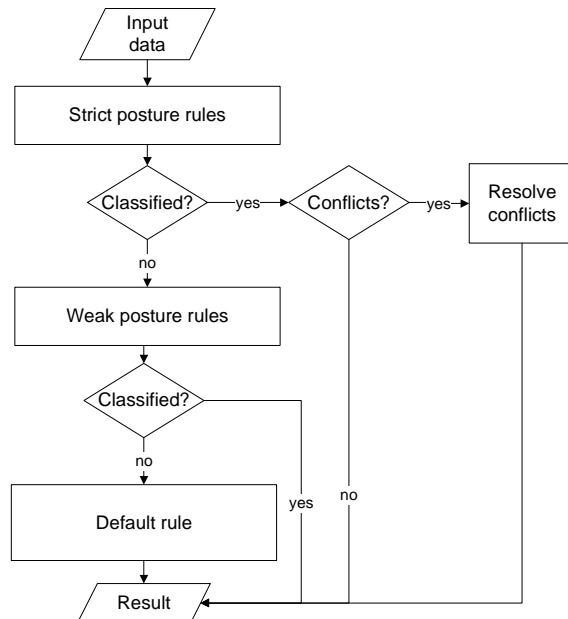 Input
data
Strict posture rules
Classified?
yes
Conflicts?
yes
Resolve
conflicts
no
Weak posture rules
Classified?
no
yes
no
Default rule
Result